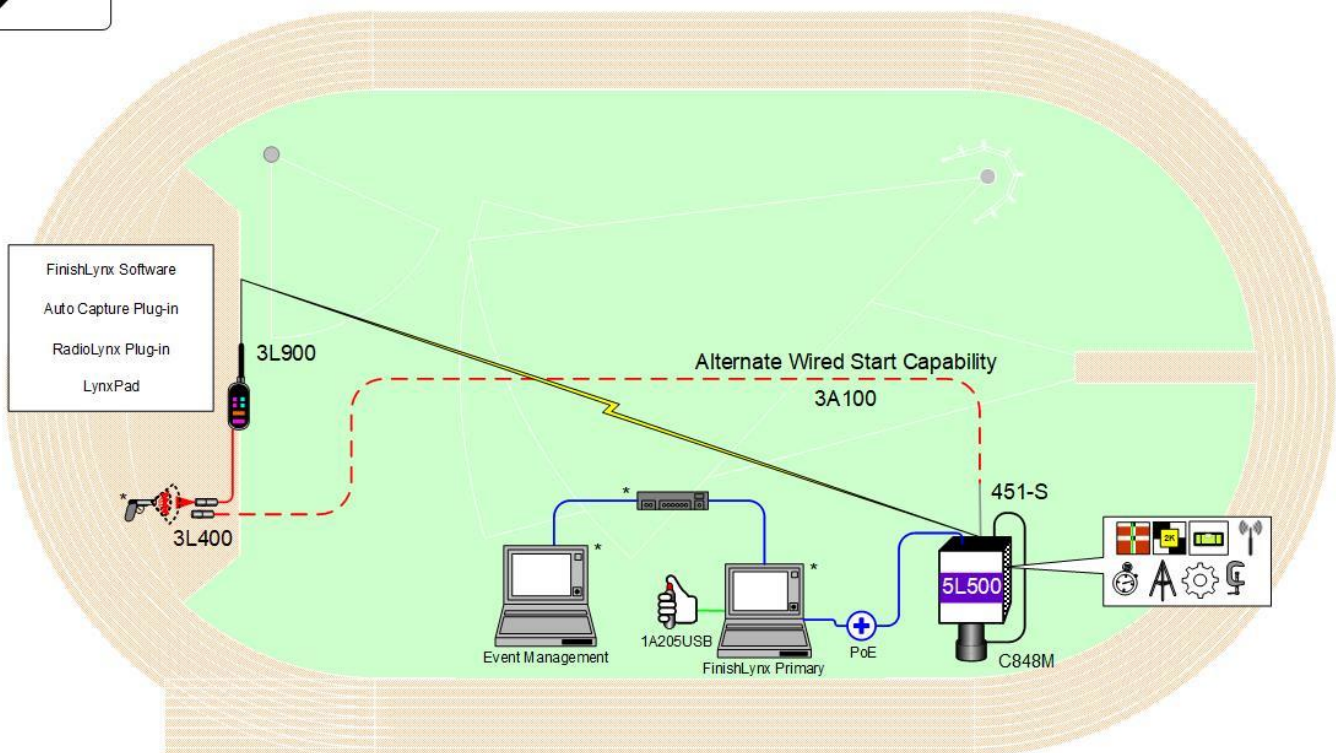 FinishLynx Software
Auto Capture Plug-in
RadioLynx Plug-in
LynxPad
3L900
Alternate Wired Start Capability
3A100
*
3L400
*
*
*
451-S
2K
5L500
1A205USB
PoE
Event Management
FinishLynx Primary
C848M